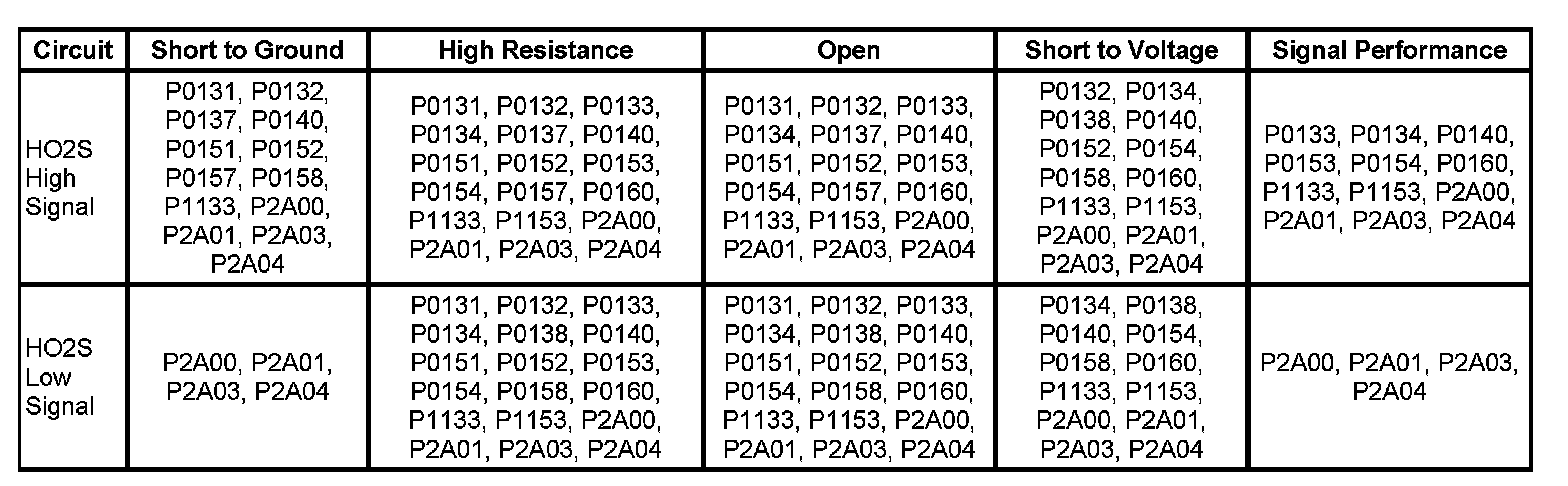 Circuit
Short to Ground
High Resistance
Open
Short to Voltage
Signal Performance
HO2S
High
Signal
P0131, P0132,
P0137, P0140,
P0151, P0152,
P0157, P0158,
P1133, P2A00,
P2A01, P2A03,
P2A04
P0131, P0132, P0133,
P0134, P0137, P0140,
P0151, P0152, P0153,
P0154, P0157, P0160,
P1133, P1153, P2A00,
P2A01, P2A03, P2A04
P0131, P0132, P0133,
P0134, P0137, P0140,
P0151, P0152, P0153,
P0154, P0157, P0160,
P1133, P1153, P2A00,
P2A01, P2A03, P2A04
P0132, P0134,
P0138, P0140,
P0152, P0154,
P0158, P0160,
P1133, P1153,
P2A00, P2A01,
P2A03, P2A04
P0133, P0134, P0140,
P0153, P0154, P0160,
P1133, P1153, P2A00,
P2A01, P2A03, P2A04
HO2S
Low
Signal
P2A00, P2A01,
P2A03, P2A04
P0131, P0132, P0133,
P0134, P0138, P0140,
P0151, P0152, P0153,
P0154, P0158, P0160,
P1133, P1153, P2A00,
P2A01, P2A03, P2A04
P0131, P0132, P0133,
P0134, P0138, P0140,
P0151, P0152, P0153,
P0154, P0158, P0160,
P1133, P1153, P2A00,
P2A01, P2A03, P2A04
P0134, P0138,
P0140, P0154,
P0158, P0160,
P1133, P1153,
P2A00, P2A01,
P2A03, P2A04
P2A00, P2A01, P2A03,
P2A04